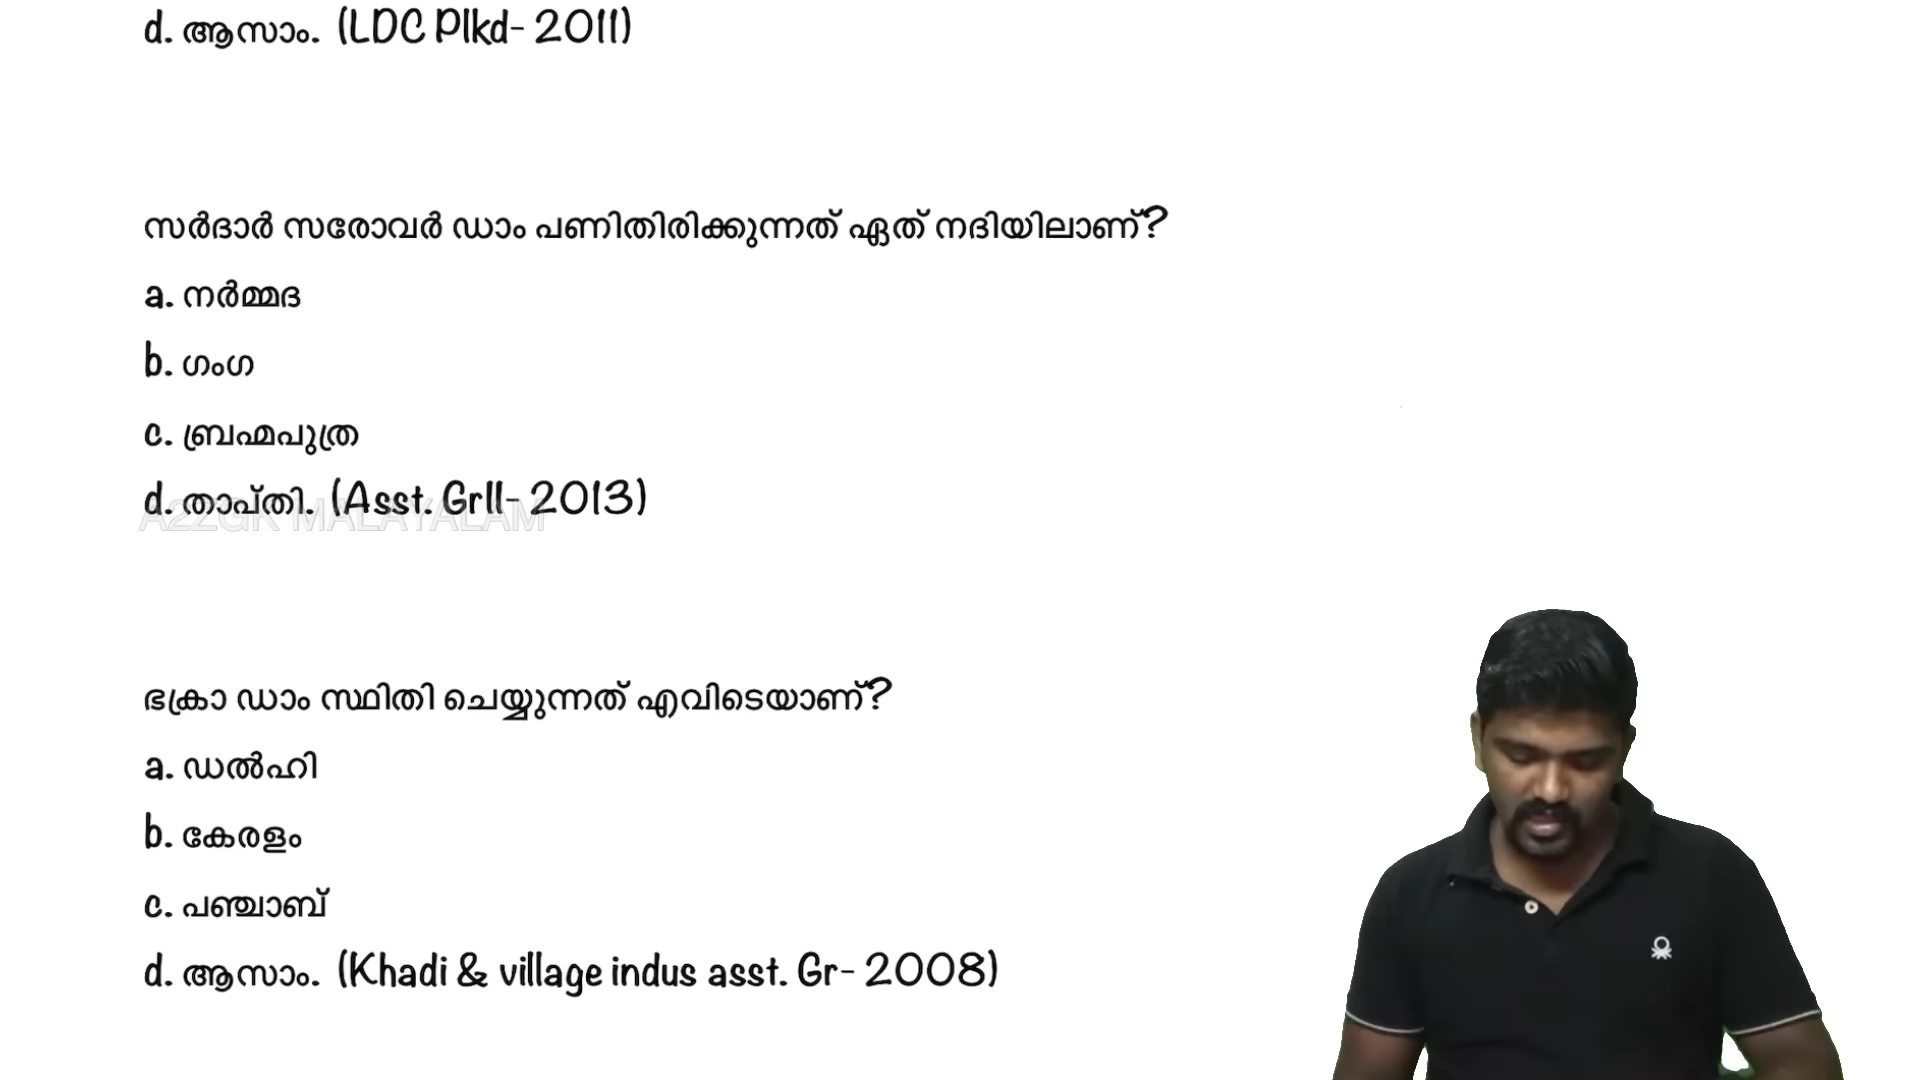 d. ആസാം. (LDC Plkd- 2011)
സർദാർ സരോവർ ഡാം പണിതിരിക്കുന്നത് ഏത് നദിയിലാണ്?
a. നർമ്മദ
b. ഗംഗ
c. ബ്രഹ്മപുത്ര
d. താപ്തി. (Asst. GrII- 2013)
A2ZGK MALAYALAM
ഭക്രാ ഡാം സ്ഥിതി ചെയ്യുന്നത് എവിടെയാണ്?
a. ഡൽഹി
b. കേരളം
c. പഞ്ചാബ്
d. ആസാം. (Khadi & village indus asst. Gr- 2008)